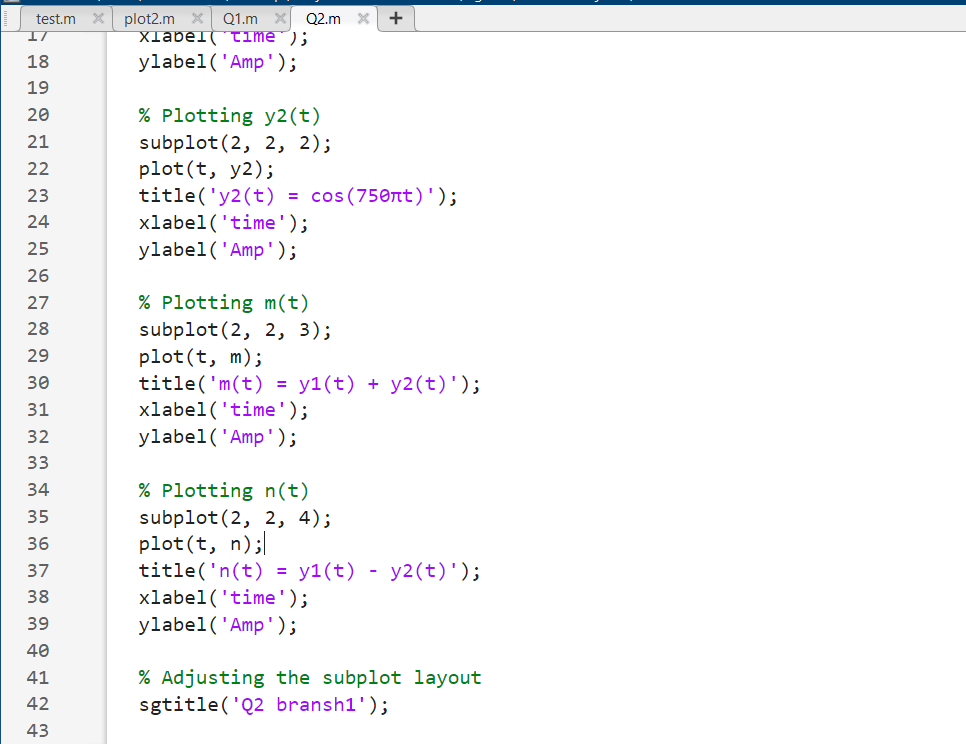 test.m plot2.m Q1.m Q2.m
17 xlabel('time');
18 ylabel('Amp');
19
20 % Plotting y2(t)
21 subplot(2, 2, 2);
22 plot(t, y2);
23 title('y2(t) = cos(750πt)');
24 xlabel('time');
25 ylabel('Amp');
26
27 % Plotting m(t)
28 subplot(2, 2, 3);
29 plot(t, m);
30 title('m(t) = y1(t) + y2(t)');
31 xlabel('time');
32 ylabel('Amp');
33
34 % Plotting n(t)
35 subplot(2, 2, 4);
36 plot(t, n);
37 title('n(t) = y1(t) - y2(t)');
38 xlabel('time');
39 ylabel('Amp');
40
41 % Adjusting the subplot layout
42 sgtitle('Q2 bransh1');
43